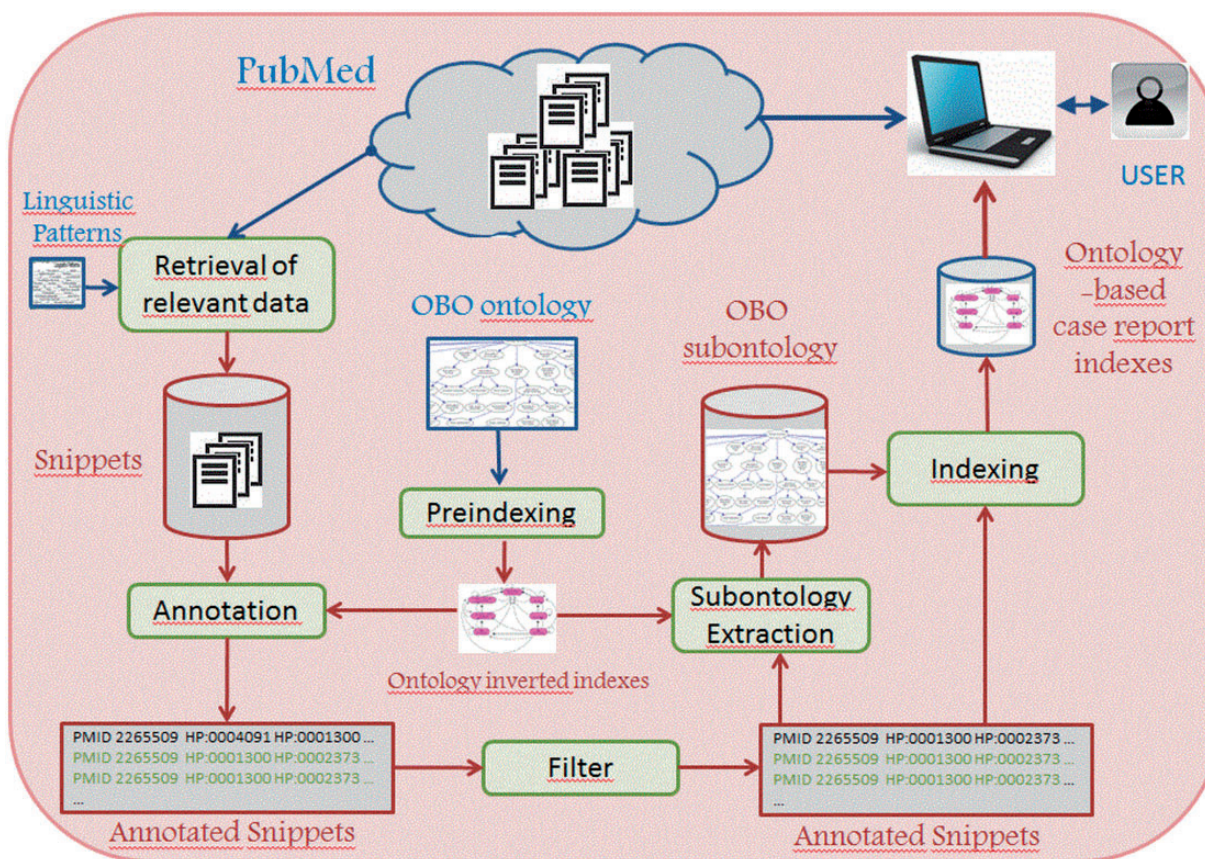 PubMed
USER
Linguistic
Patterns
Retrieval of
relevant data
OBO ontology
OBO
subontology
Ontology
-based
case report
indexes
Snippets
Preindexing
Indexing
Annotation
Subontology
Extraction
Ontology inverted indexes
PMID 2265509 HP:0004091 HP:0001300 ...
PMID 2265509 HP:0001300 HP:0002373 ...
PMID 2265509 HP:0001300 HP:0002373 ...
...
Annotated Snippets
Filter
PMID 2265509 HP:0001300 HP:0002373 ...
PMID 2265509 HP:0001300 HP:0002373 ...
PMID 2265509 HP:0001300 HP:0002373 ...
...
Annotated Snippets